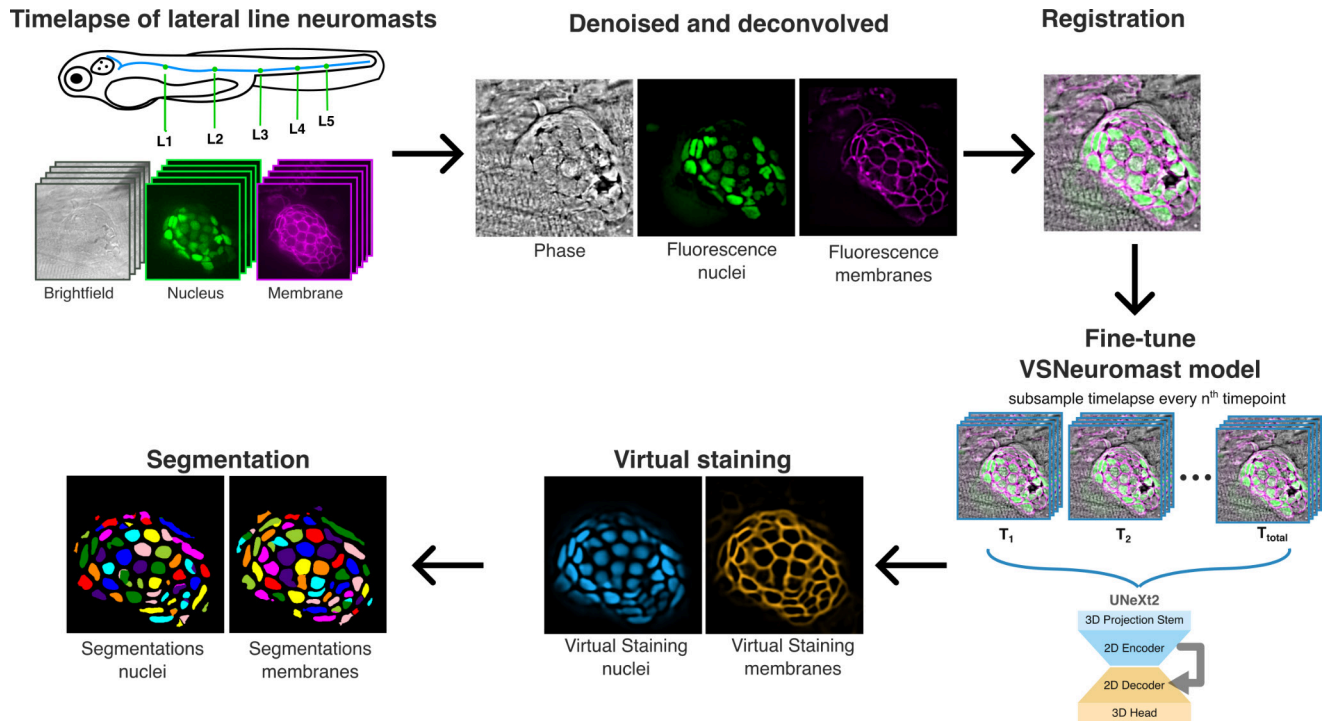 Timelapse of lateral line neuromasts
L1
L2
L3
L4
L5
Brightfield
Nucleus
Membrane
Denoised and deconvolved
Phase
Fluorescence
nuclei
Fluorescence
membranes
Registration
Fine-tune
VSNeuromast model
subsample timelapse every nth timepoint
T1
T2
Ttotal
UNeXt2
3D Projection Stem
2D Encoder
2D Decoder
3D Head
Virtual staining
Virtual Staining
nuclei
Virtual Staining
membranes
Segmentation
Segmentations
nuclei
Segmentations
membranes